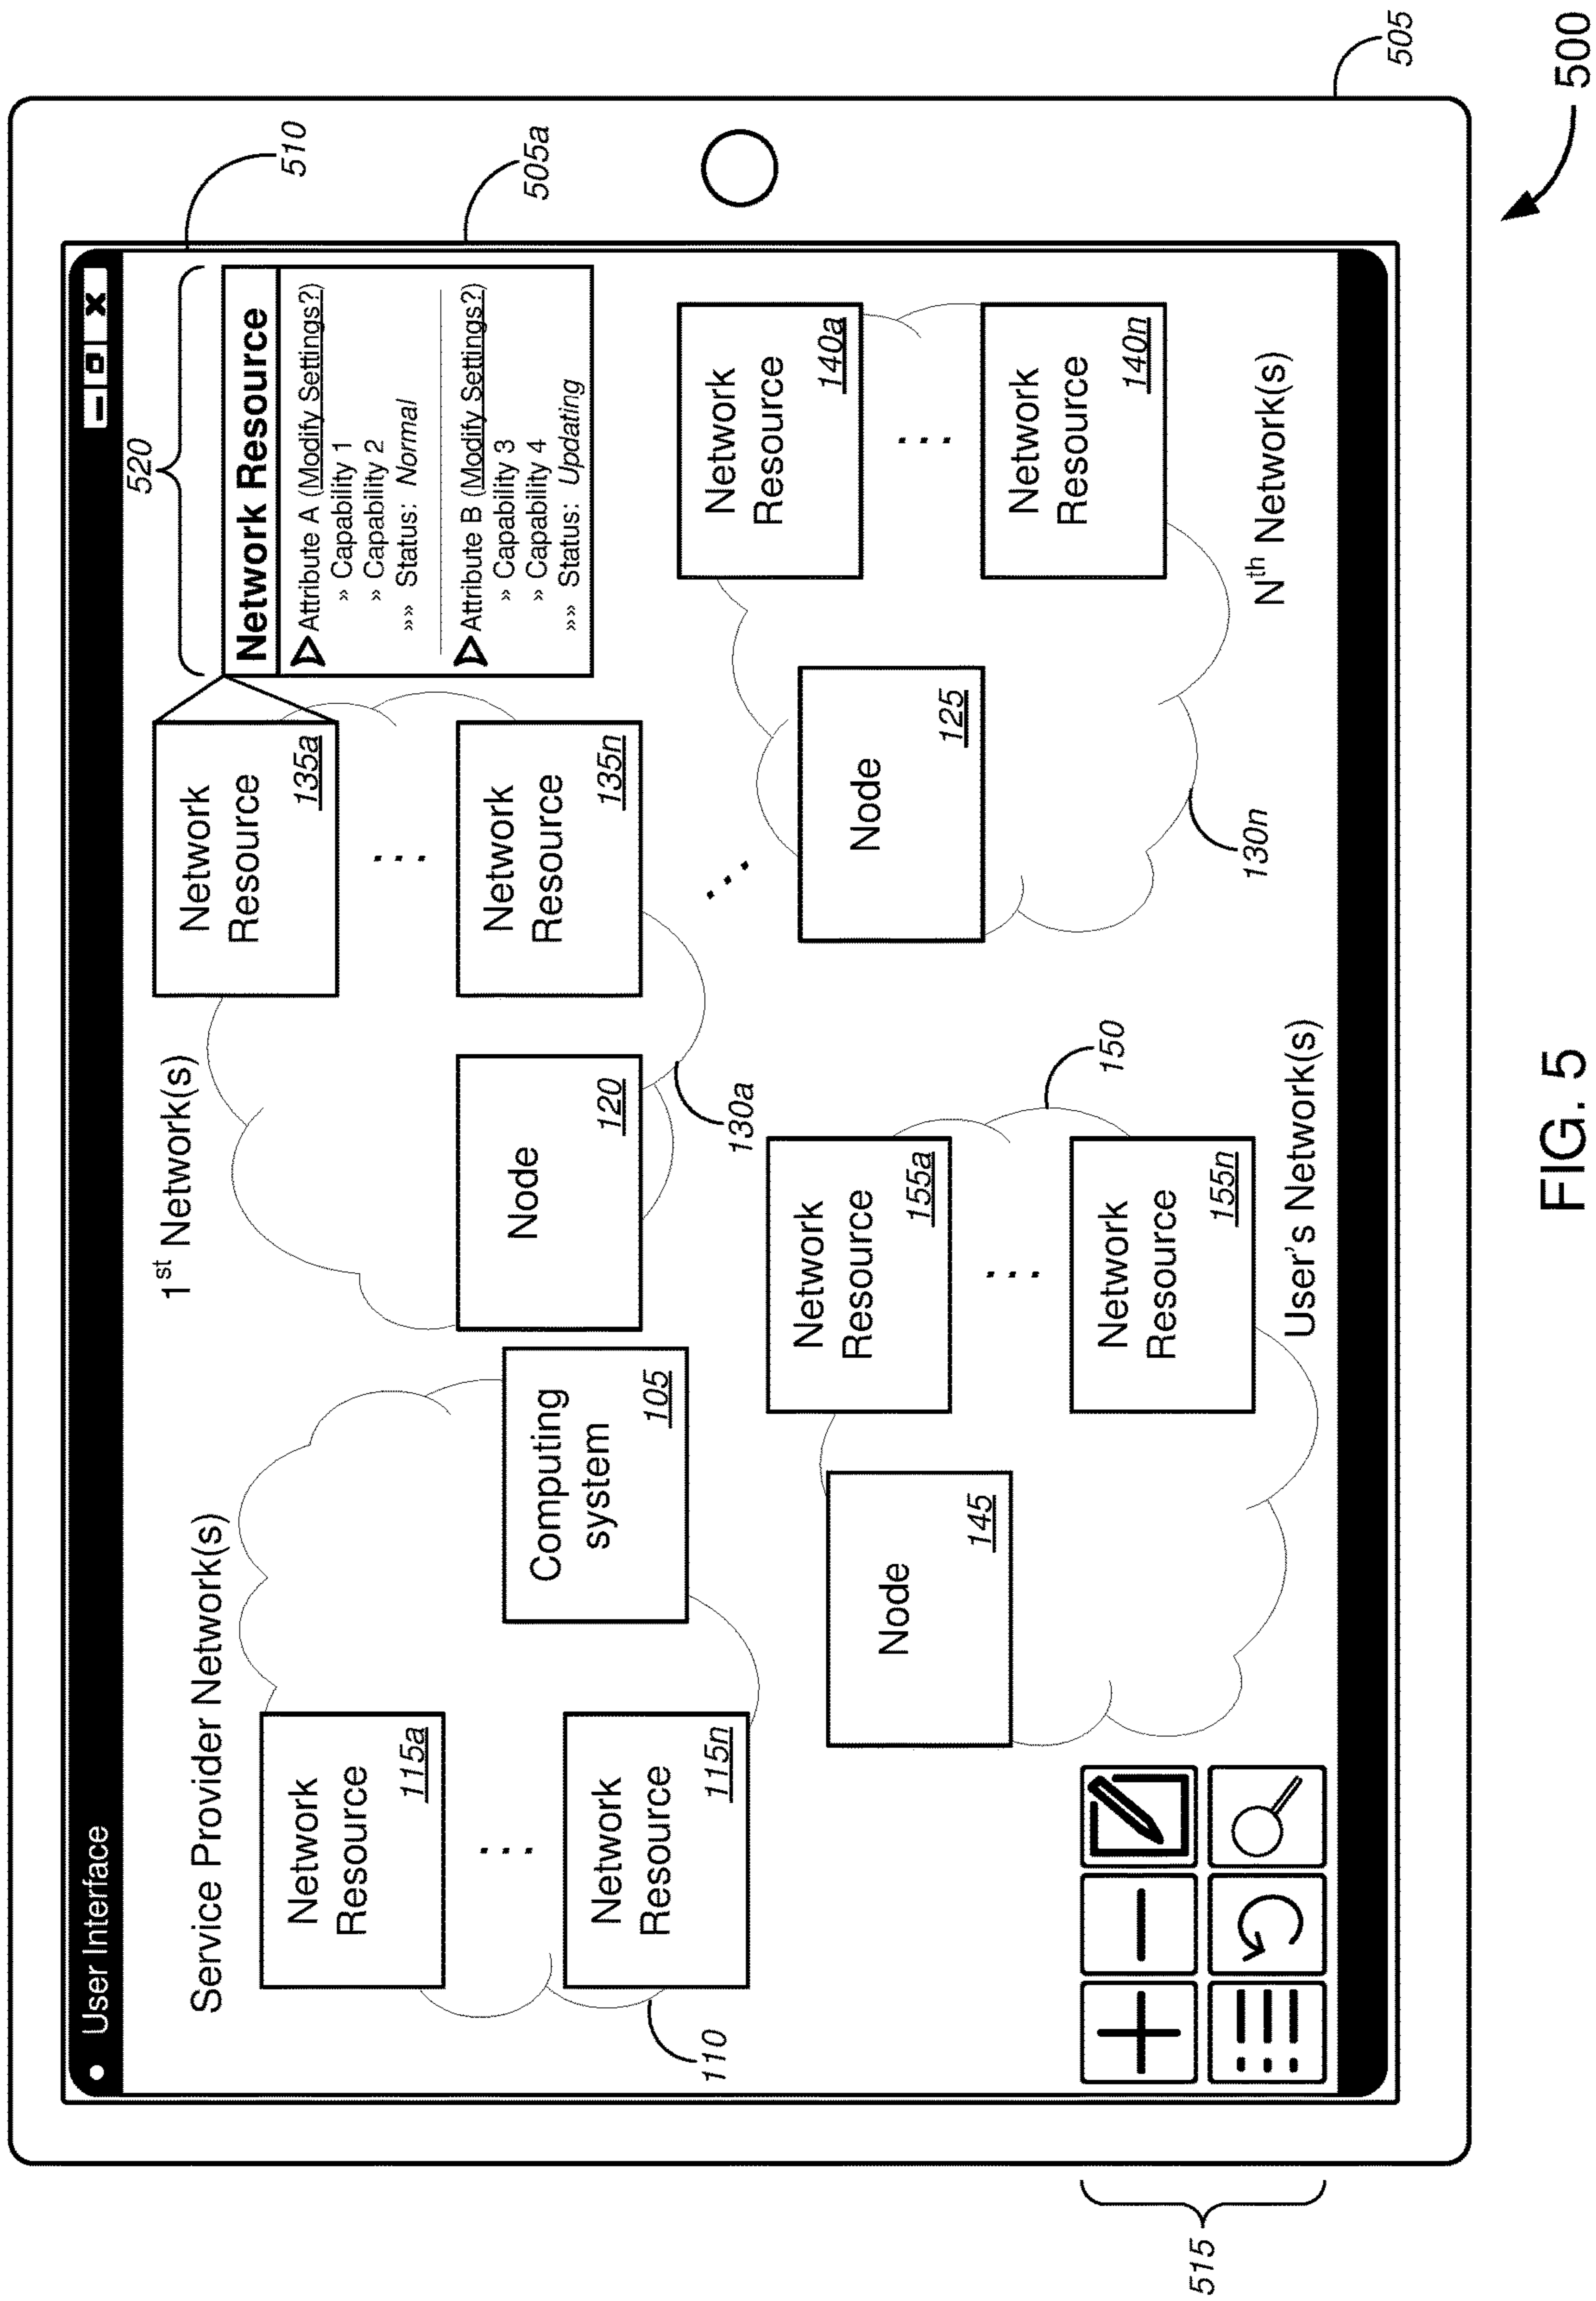 User Interface
Service Provider Network(s)
Network
Resource
115a
...
Network
Resource
115n
110
Computing
system
105
1st Network(s)
Network
Resource
135a
...
Network
Resource
135n
Node
120
130a
520
Network Resource
Attribute A (Modify Settings?)
» Capability 1
» Capability 2
»» Status: Normal
Attribute B (Modify Settings?)
» Capability 3
» Capability 4
»» Status: Updating
510
505a
...
Node
145
Network
Resource
155a
...
Network
Resource
155n
150
User's Network(s)
Node
125
Network
Resource
140a
...
Network
Resource
140n
130n
Nth Network(s)
515
505
500
FIG. 5